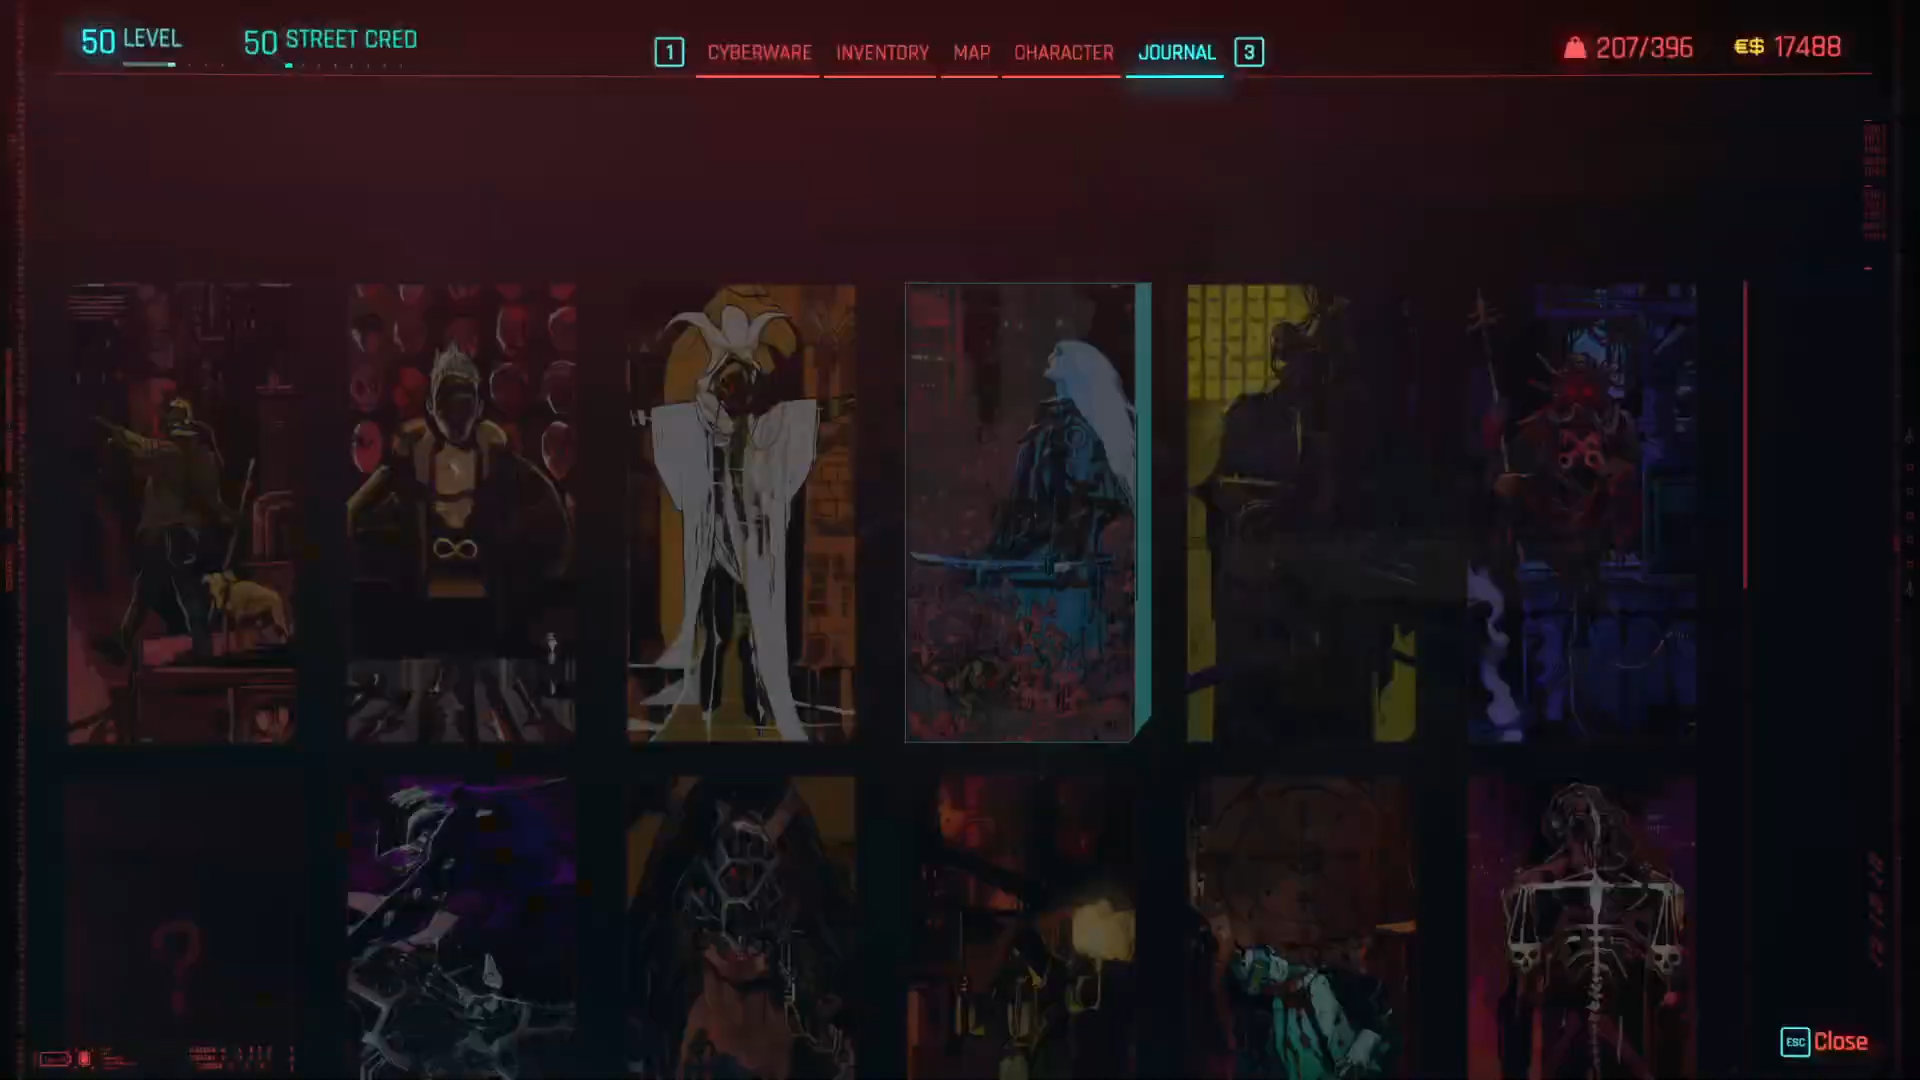 50 LEVEL
50 STREET CRED
1 CYBERWARE INVENTORY MAP CHARACTER JOURNAL 3
207/396 €$ 17488
?
ESC Close